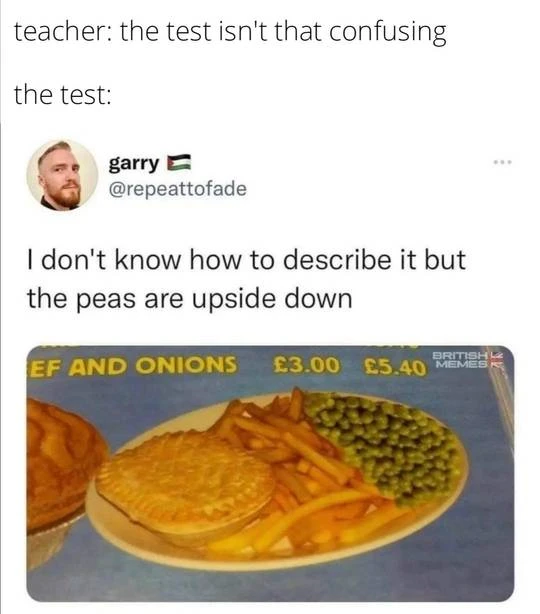 teacher: the test isn't that confusing
the test:
garry
@repeattofade
I don't know how to describe it but
the peas are upside down
EF AND ONIONS £3.00 £5.40
BRITISH
MEMES